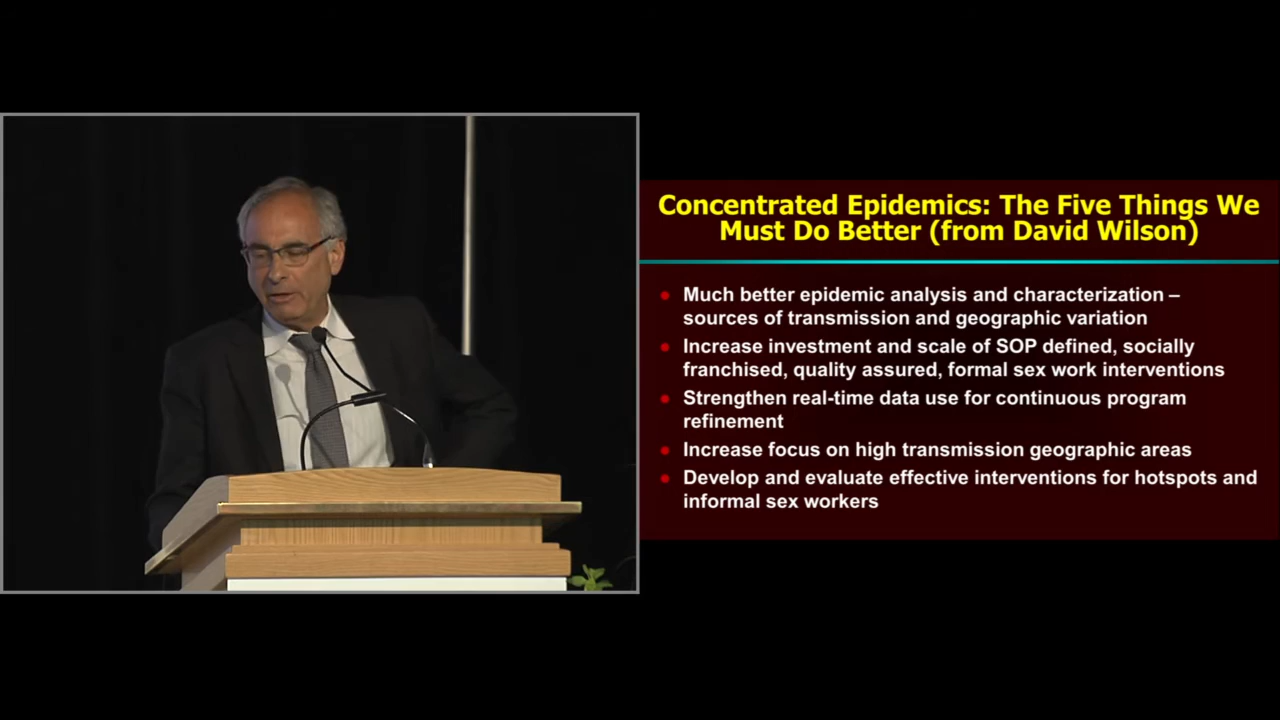 Concentrated Epidemics: The Five Things We
Must Do Better (from David Wilson)
Much better epidemic analysis and characterization –
sources of transmission and geographic variation
Increase investment and scale of SOP defined, socially
franchised, quality assured, formal sex work interventions
Strengthen real-time data use for continuous program
refinement
Increase focus on high transmission geographic areas
Develop and evaluate effective interventions for hotspots and
informal sex workers